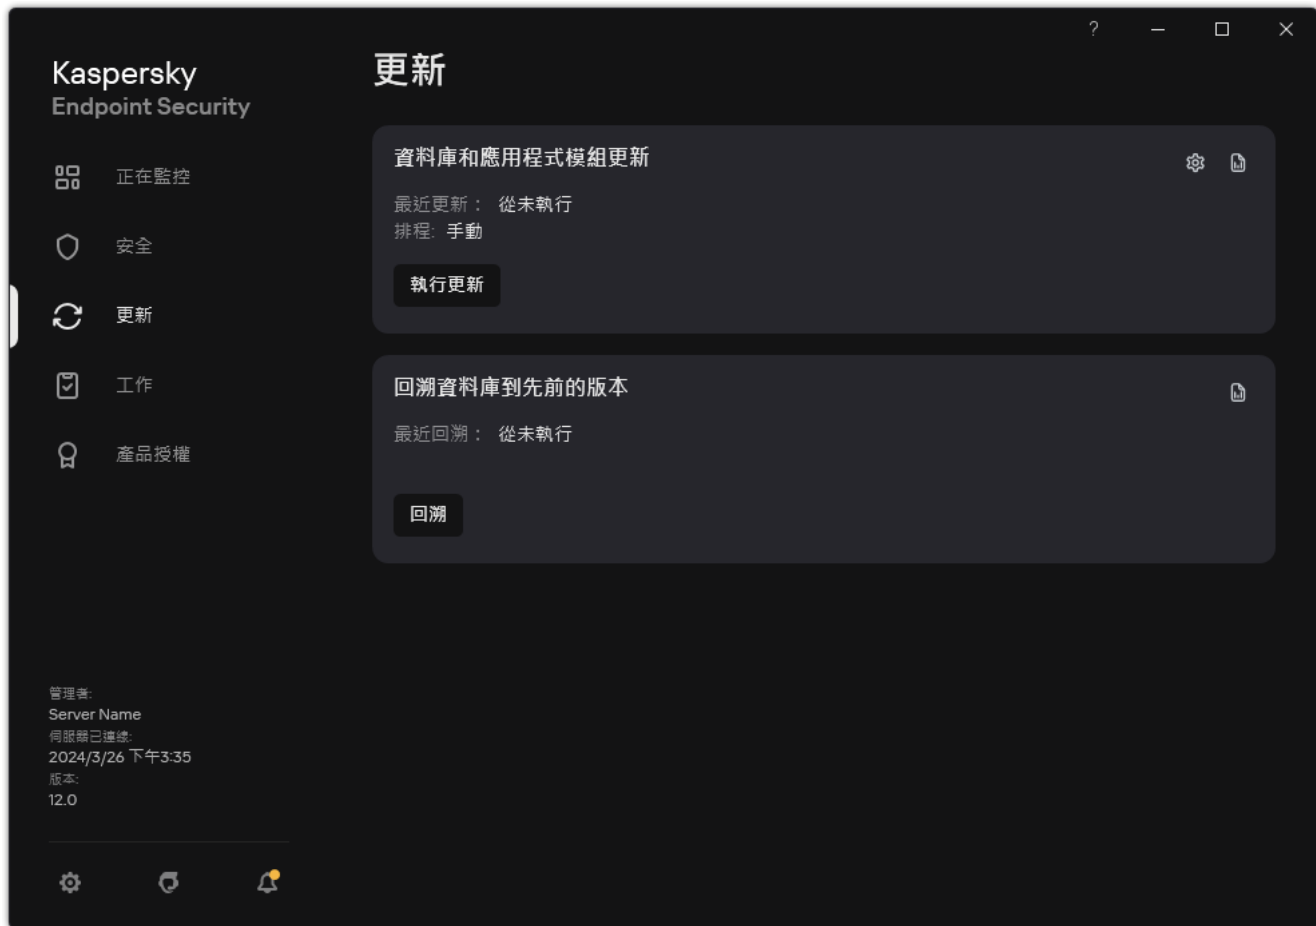 ?
Kaspersky
Endpoint Security
正在監控
安全
更新
工作
產品授權
管理者:
Server Name
伺服器已連線:
2024/3/26 下午3:35
版本:
12.0
更新
資料庫和應用程式模組更新
最近更新： 從未執行
排程: 手動
執行更新
回溯資料庫到先前的版本
最近回溯： 從未執行
回溯